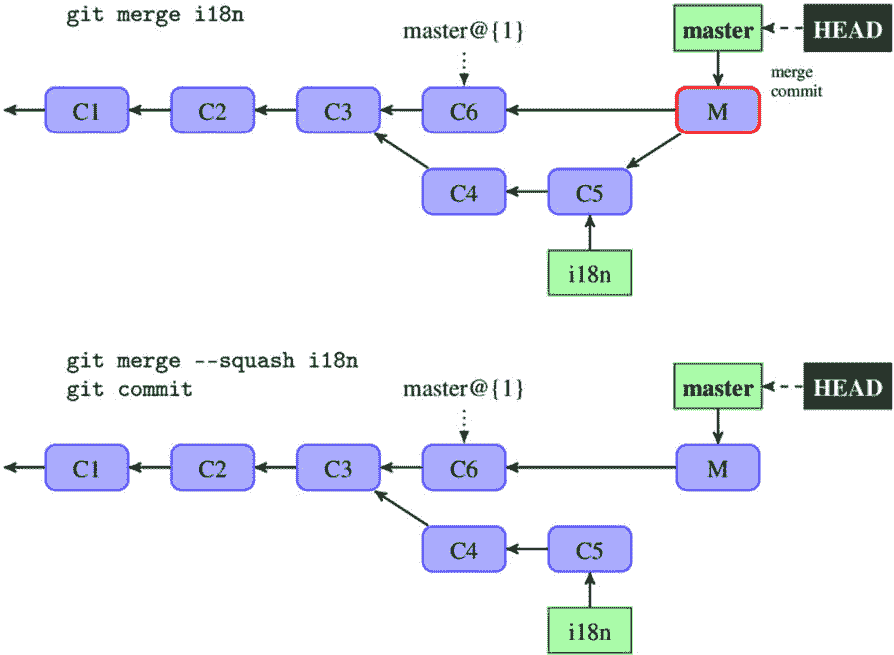 git merge i18n
master@{1}
master
HEAD
merge
commit
C1
C2
C3
C6
M
C4
C5
i18n
git merge --squash i18n
git commit
master@{1}
master
HEAD
C1
C2
C3
C6
M
C4
C5
i18n